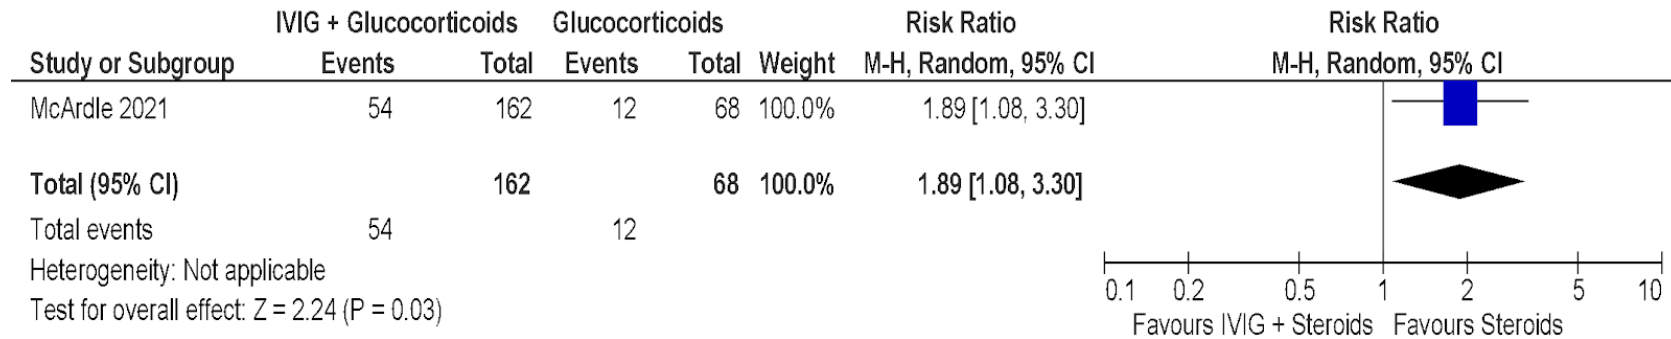 IVIG + Glucocorticoids Glucocorticoids Risk Ratio Risk Ratio
Study or Subgroup Events Total Events Total Weight M-H, Random, 95% CI M-H, Random, 95% CI
McArdle 2021 54 162 12 68 100.0% 1.89 [1.08, 3.30]
Total (95% CI) 162 68 100.0% 1.89 [1.08, 3.30]
Total events 54 12
Heterogeneity: Not applicable
Test for overall effect: Z = 2.24 (P = 0.03)
0.1 0.2 0.5 1 2 5 10
Favours IVIG + Steroids Favours Steroids